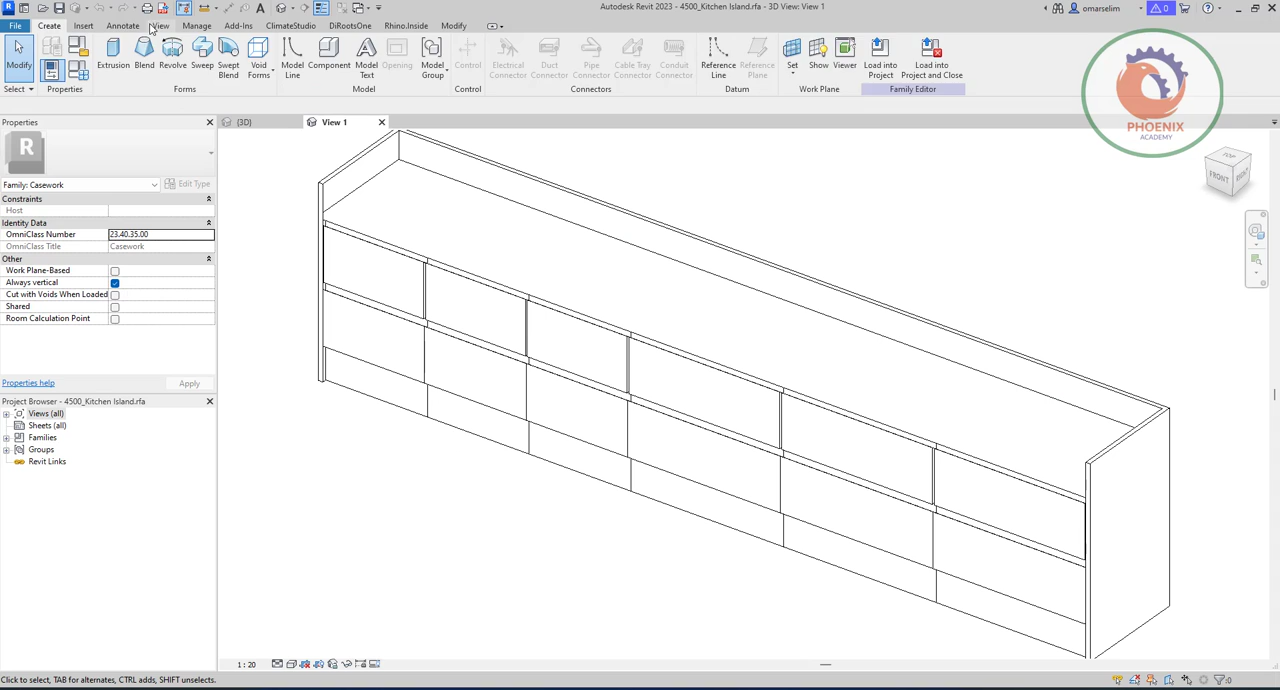 Autodesk Revit 2023 - 4500_Kitchen Island.rfa - 3D View: View 1
omarselim
0
File Create Insert Annotate View Manage Add-Ins ClimateStudio DiRootsOne Rhino.Inside Modify
Modify
Extrusion Blend Revolve Sweep Swept Blend Void Forms
Model Line Component Model Text Opening Model Group
Control
Electrical Connector Duct Connector Pipe Connector Cable Tray Connector Conduit Connector
Reference Line Reference Plane
Set Show Viewer
Load into Project Load into Project and Close
Select Properties Forms Model Control Connectors Datum Work Plane Family Editor
PHOENIX
ACADEMY
Properties
{3D} View 1
R
Family: Casework Edit Type
Constraints
Host
Identity Data
OmniClass Number 23.40.35.00
OmniClass Title Casework
Other
Work Plane-Based
Always vertical
Cut with Voids When Loaded
Shared
Room Calculation Point
Properties help Apply
Project Browser - 4500_Kitchen Island.rfa
Views (all)
Sheets (all)
Families
Groups
Revit Links
TOP
FRONT
RIGHT
1 : 20
Click to select, TAB for alternates, CTRL adds, SHIFT unselects.
:0